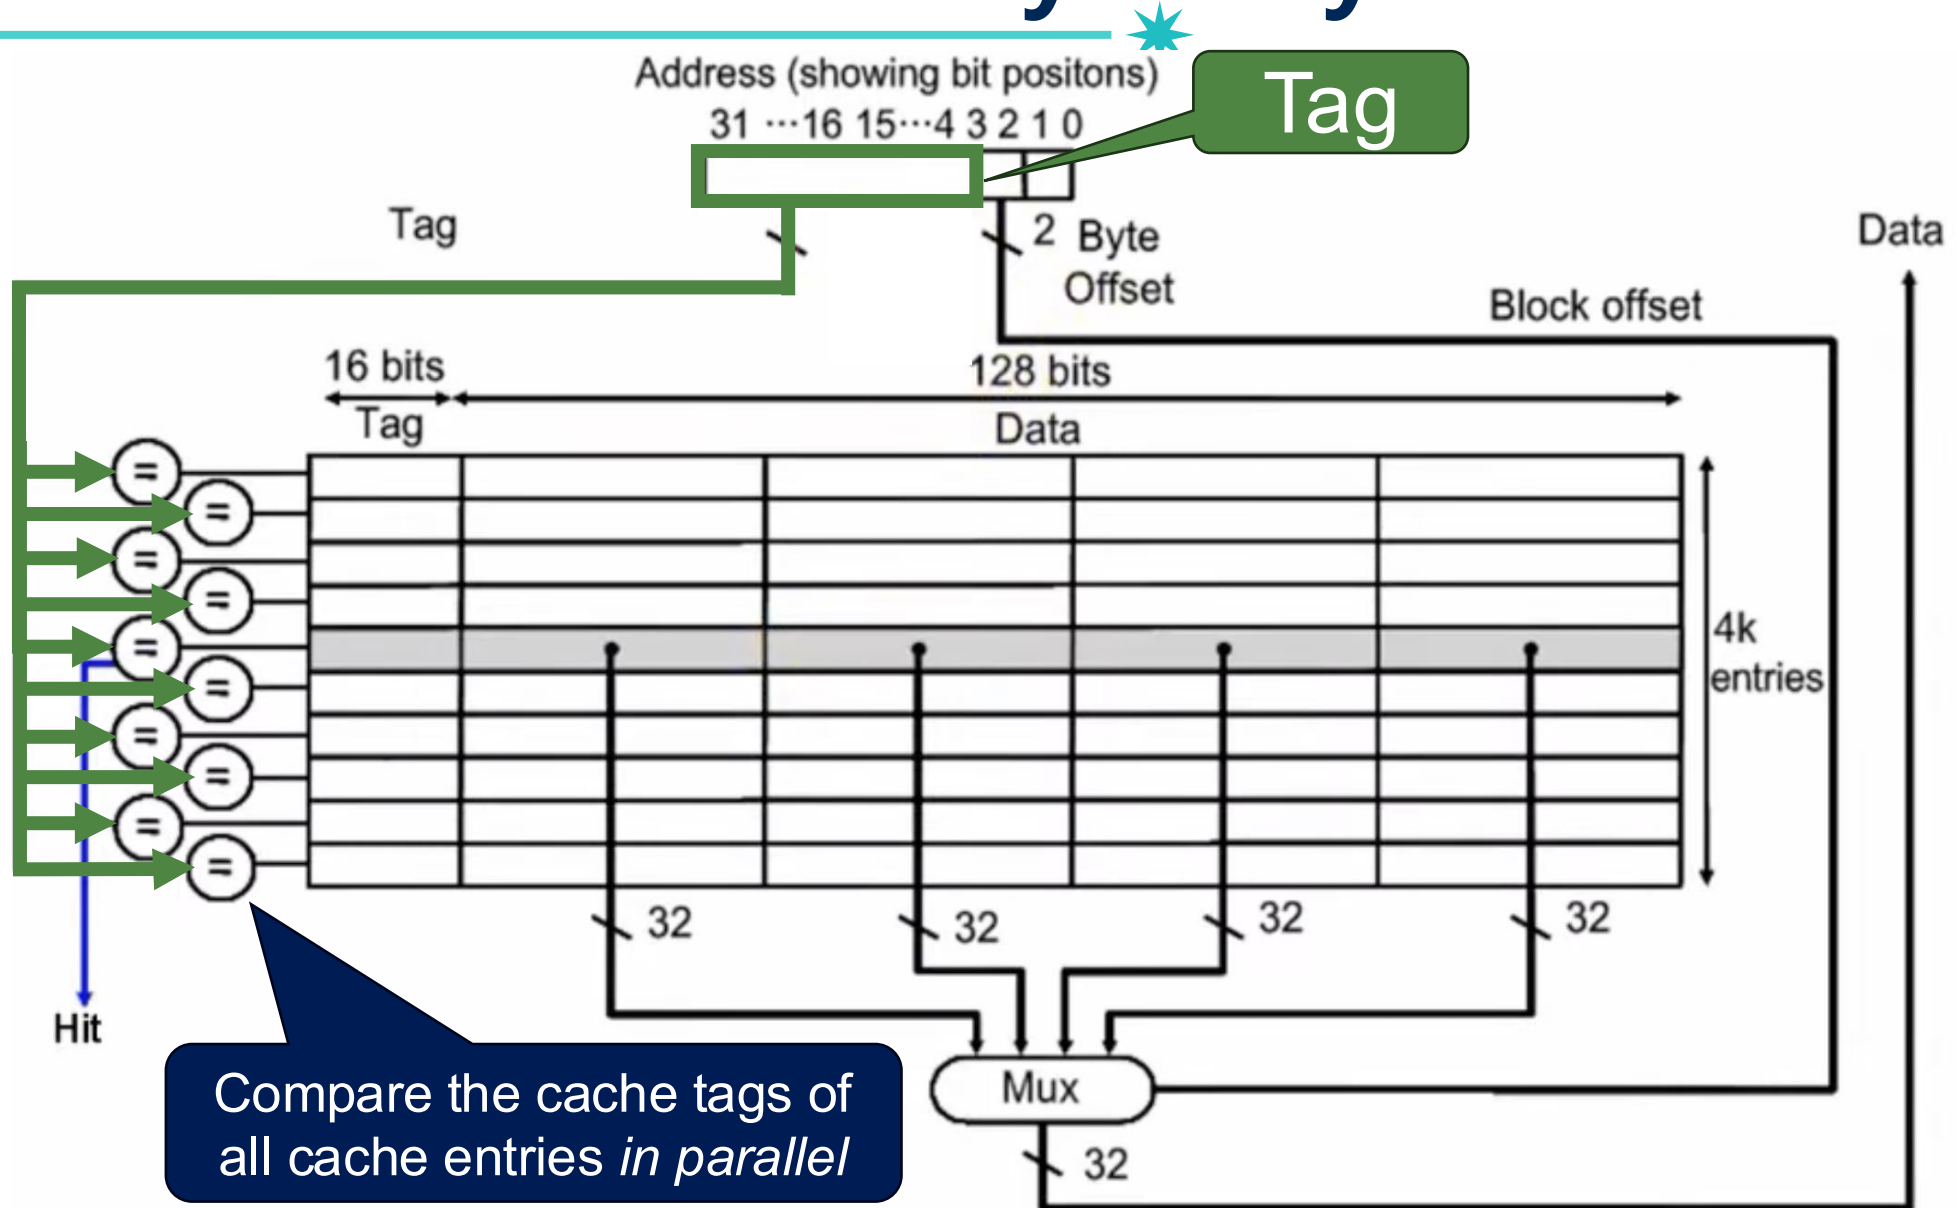 Address (showing bit positons)
Tag
31 ···16 15···4 3 2 1 0
Tag
2 Byte
Offset
Data
Block offset
16 bits
128 bits
Tag
Data
=
=
=
=
=
=
=
=
=
=
4k
entries
32
32
32
32
Hit
Mux
Compare the cache tags of
all cache entries in parallel
32